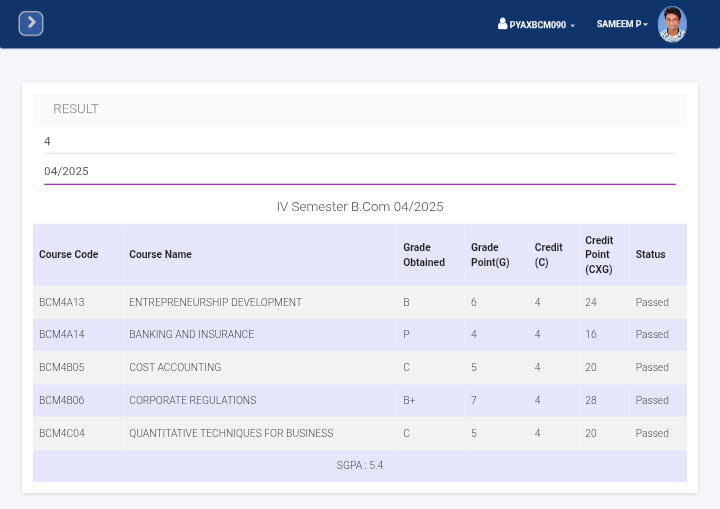 PYAXBCM090
SAMEEM P
RESULT
4
04/2025
IV Semester B.Com 04/2025
Course Code Course Name Grade Obtained Grade Point(G) Credit (C) Credit Point (CXG) Status
BCM4A13 ENTREPRENEURSHIP DEVELOPMENT B 6 4 24 Passed
BCM4A14 BANKING AND INSURANCE P 4 4 16 Passed
BCM4B05 COST ACCOUNTING C 5 4 20 Passed
BCM4B06 CORPORATE REGULATIONS B+ 7 4 28 Passed
BCM4C04 QUANTITATIVE TECHNIQUES FOR BUSINESS C 5 4 20 Passed
SGPA : 5.4